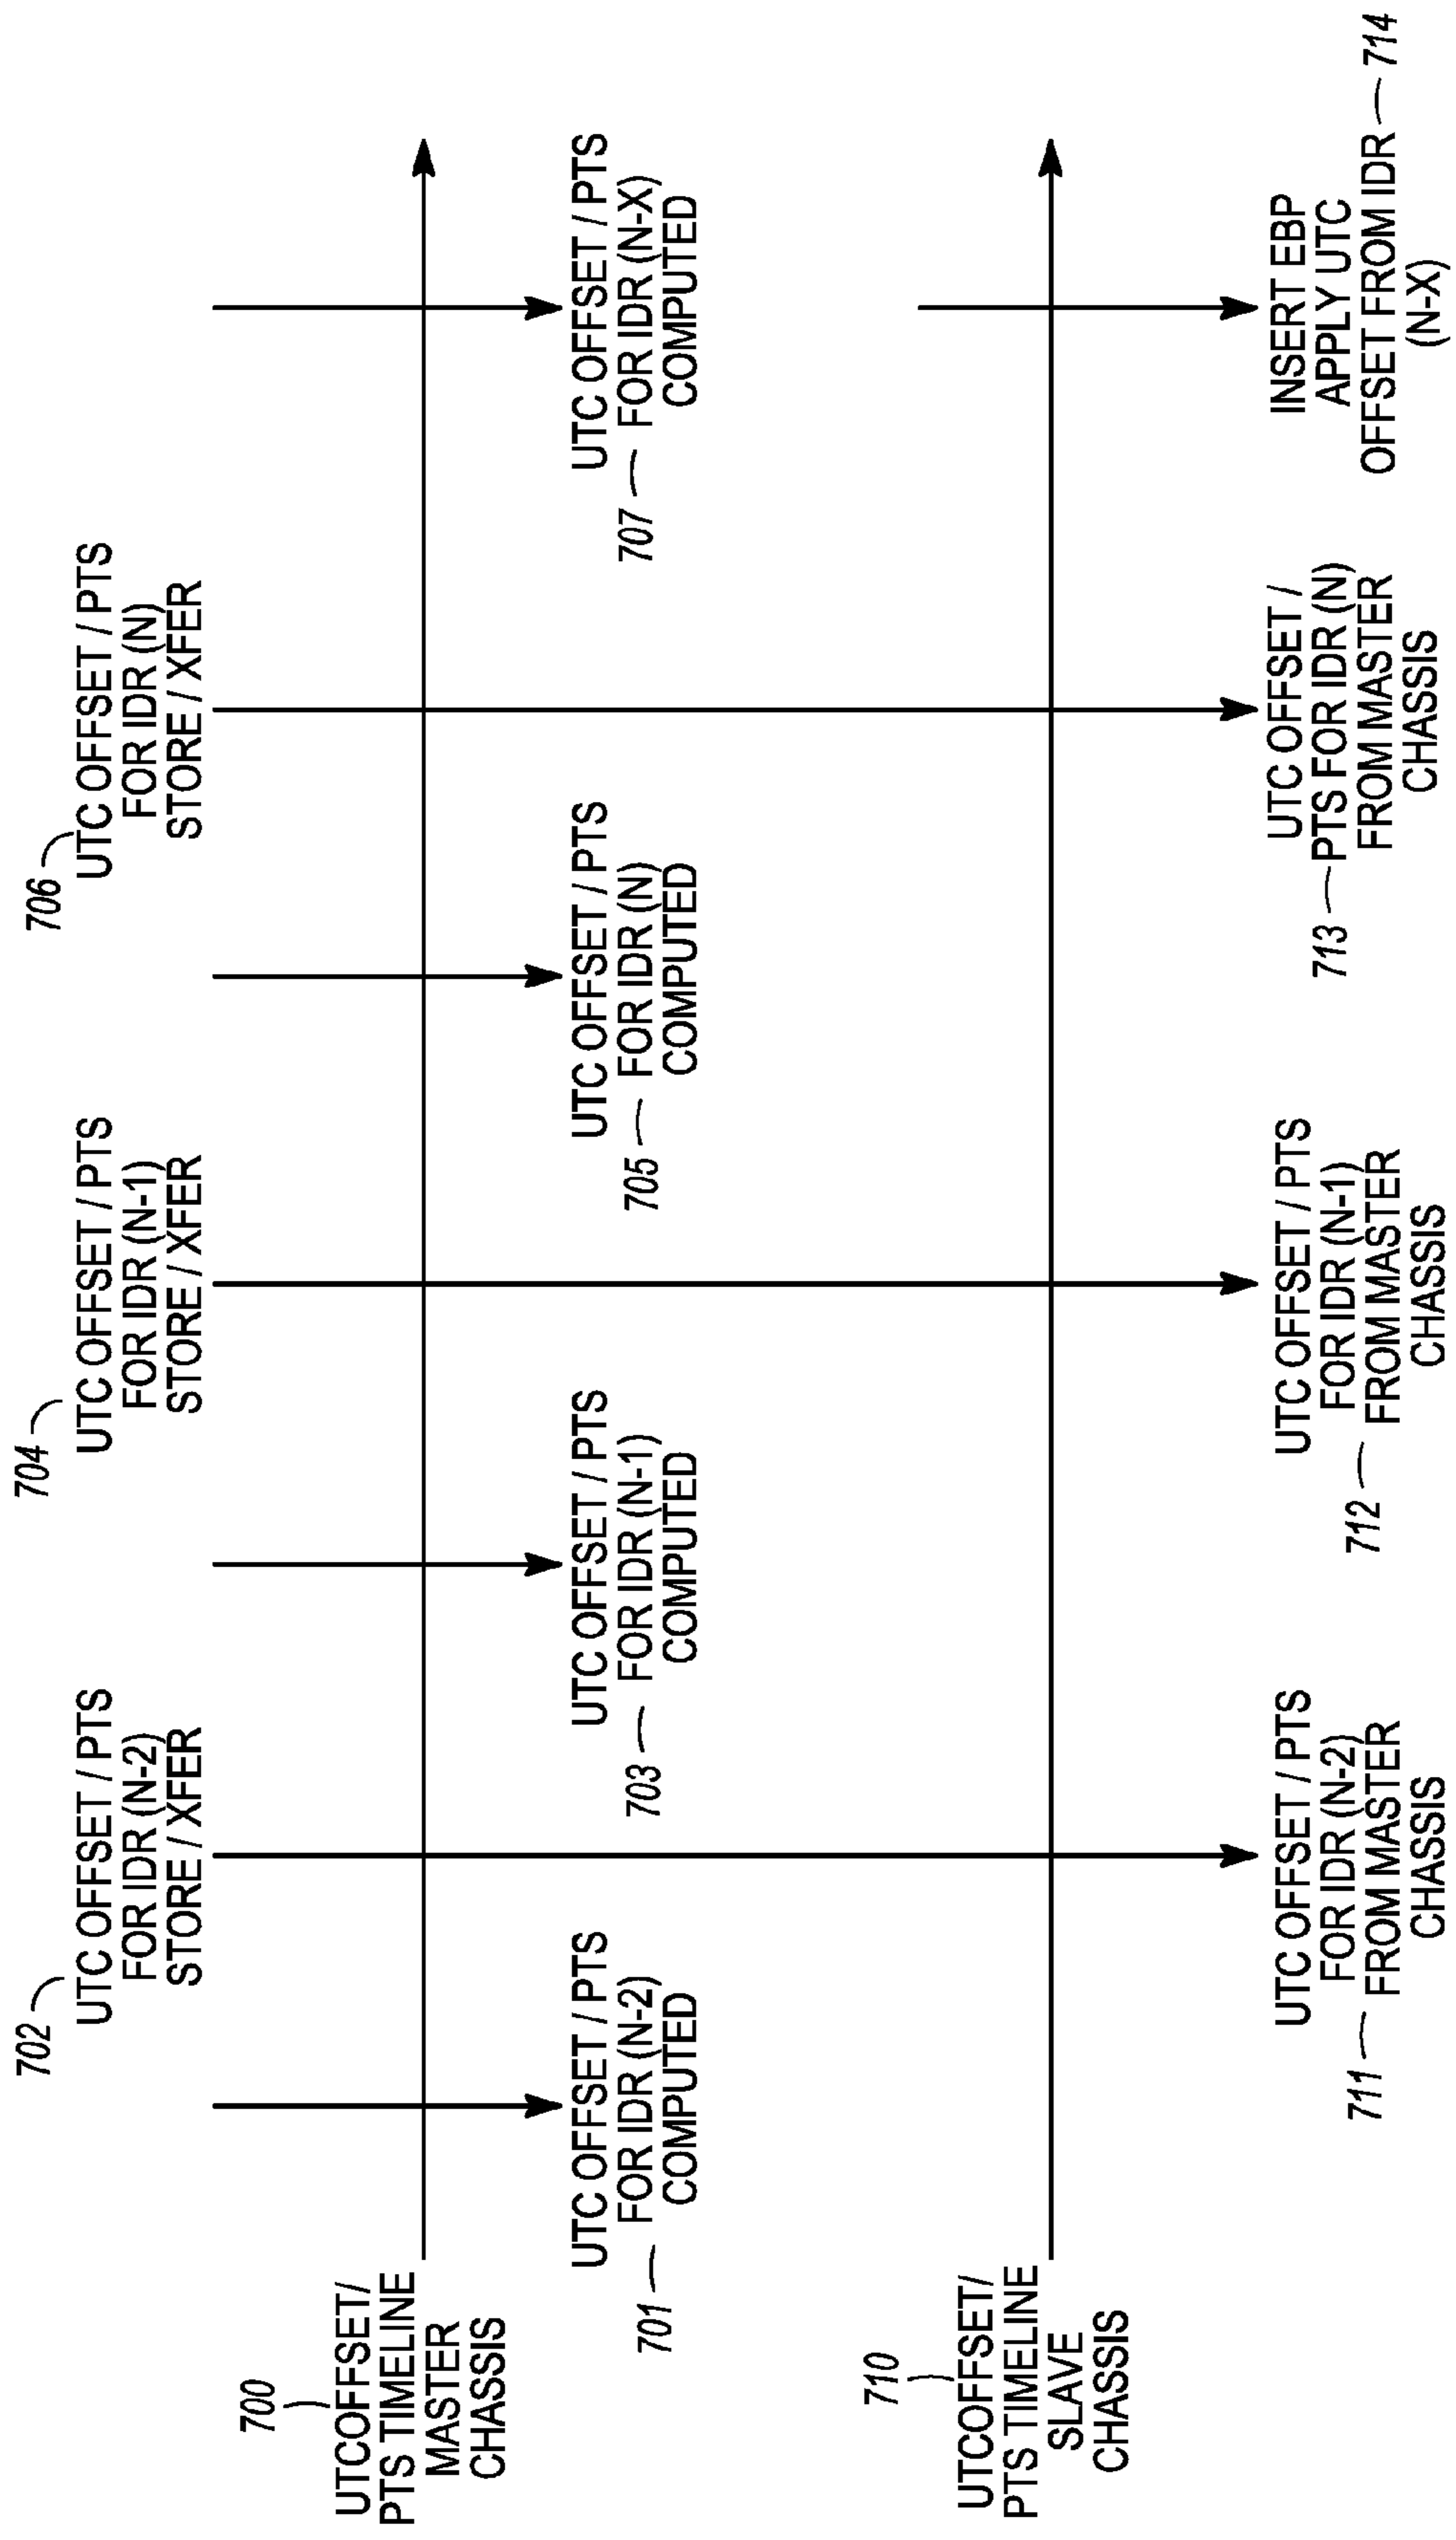 706
UTC OFFSET / PTS
FOR IDR (N)
STORE / XFER
704
UTC OFFSET / PTS
FOR IDR (N-1)
STORE / XFER
702
UTC OFFSET / PTS
FOR IDR (N-2)
STORE / XFER
700
UTCOFFSET/
PTS TIMELINE
MASTER
CHASSIS
701
UTC OFFSET / PTS
FOR IDR (N-2)
COMPUTED
703
UTC OFFSET / PTS
FOR IDR (N-1)
COMPUTED
705
UTC OFFSET / PTS
FOR IDR (N)
COMPUTED
707
UTC OFFSET / PTS
FOR IDR (N-X)
COMPUTED
710
UTCOFFSET/
PTS TIMELINE
SLAVE
CHASSIS
711
UTC OFFSET / PTS
FOR IDR (N-2)
FROM MASTER
CHASSIS
712
UTC OFFSET / PTS
FOR IDR (N-1)
FROM MASTER
CHASSIS
713
UTC OFFSET /
PTS FOR IDR (N)
FROM MASTER
CHASSIS
INSERT EBP
APPLY UTC
OFFSET FROM IDR
(N-X)
714